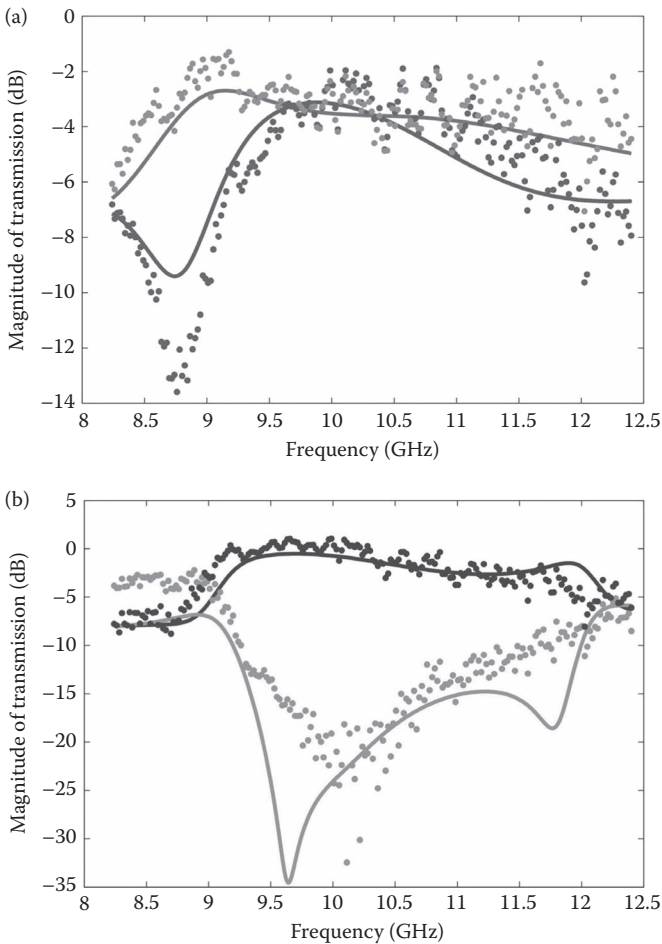 (a)
0
−2
−4
−6
−8
−10
−12
−14
Magnitude of transmission (dB)
8 8.5 9 9.5 10 10.5 11 11.5 12 12.5
Frequency (GHz)
(b)
5
0
−5
−10
−15
−20
−25
−30
−35
Magnitude of transmission (dB)
8 8.5 9 9.5 10 10.5 11 11.5 12 12.5
Frequency (GHz)